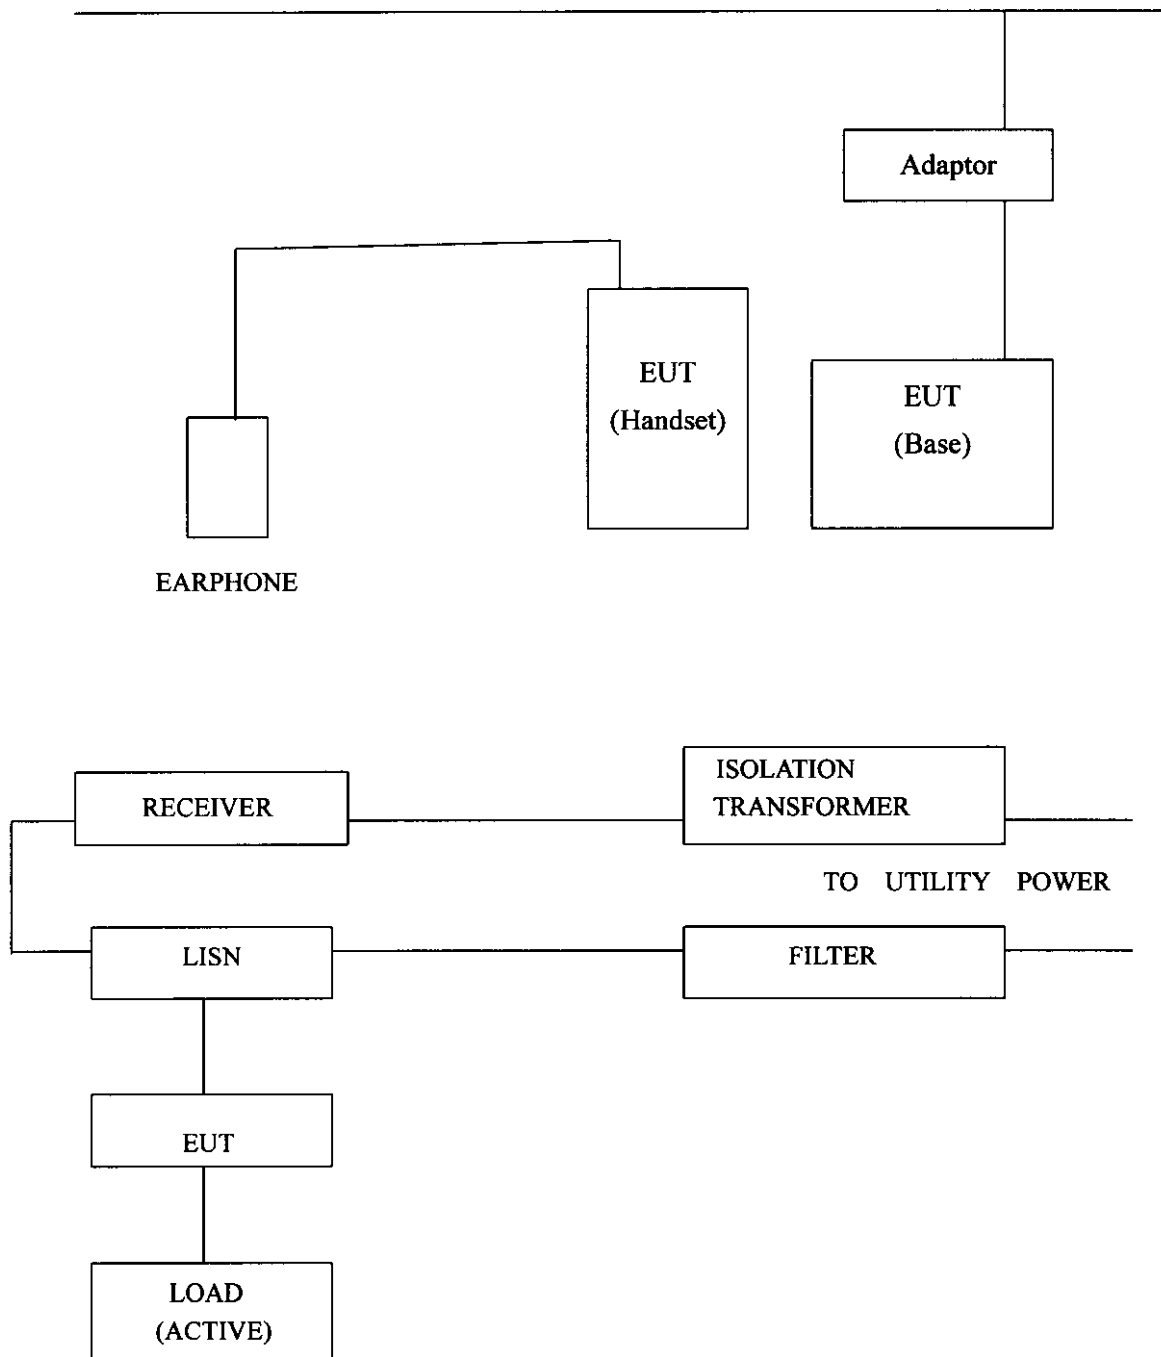 Adaptor
EUT
(Handset)
EUT
(Base)
EARPHONE
RECEIVER
ISOLATION
TRANSFORMER
TO UTILITY POWER
LISN
FILTER
EUT
LOAD
(ACTIVE)